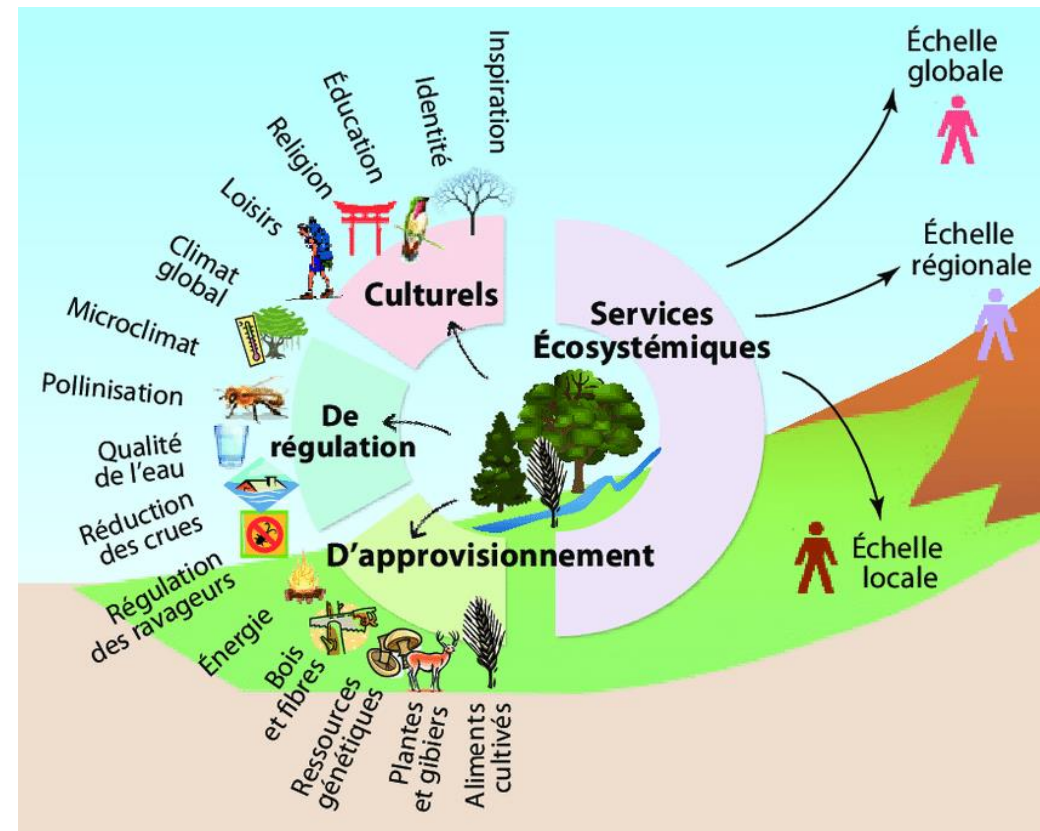 Inspiration
Identité
Éducation
Religion
Loisirs
Climat
global
Microclimat
Pollinisation
Qualité
de l'eau
Réduction
des crues
Régulation
des ravageurs
Énergie
Bois
et fibres
Ressources
génétiques
Plantes
et gibiers
Aliments
cultivés
Culturels
De
régulation
D'approvisionnement
Services
Écosystémiques
Échelle
globale
Échelle
régionale
Échelle
locale